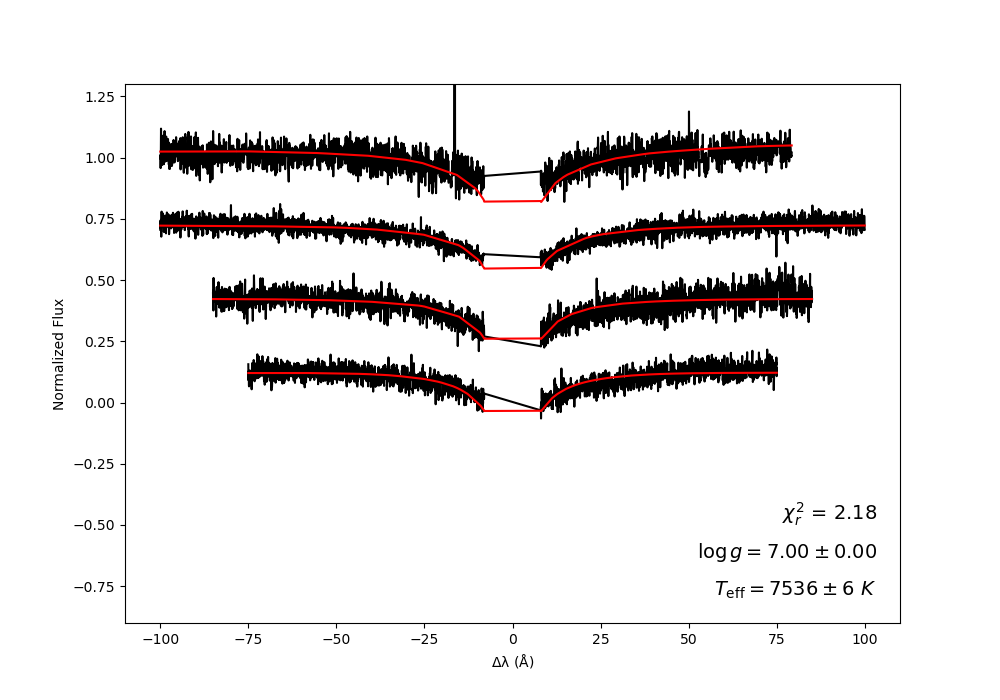 1.25
1.00
0.75
0.50
0.25
0.00
−0.25
−0.50
−0.75
Normalized Flux
χ²ᵣ = 2.18
log g = 7.00 ± 0.00
T_eff = 7536 ± 6 K
−100 −75 −50 −25 0 25 50 75 100
Δλ (Å)